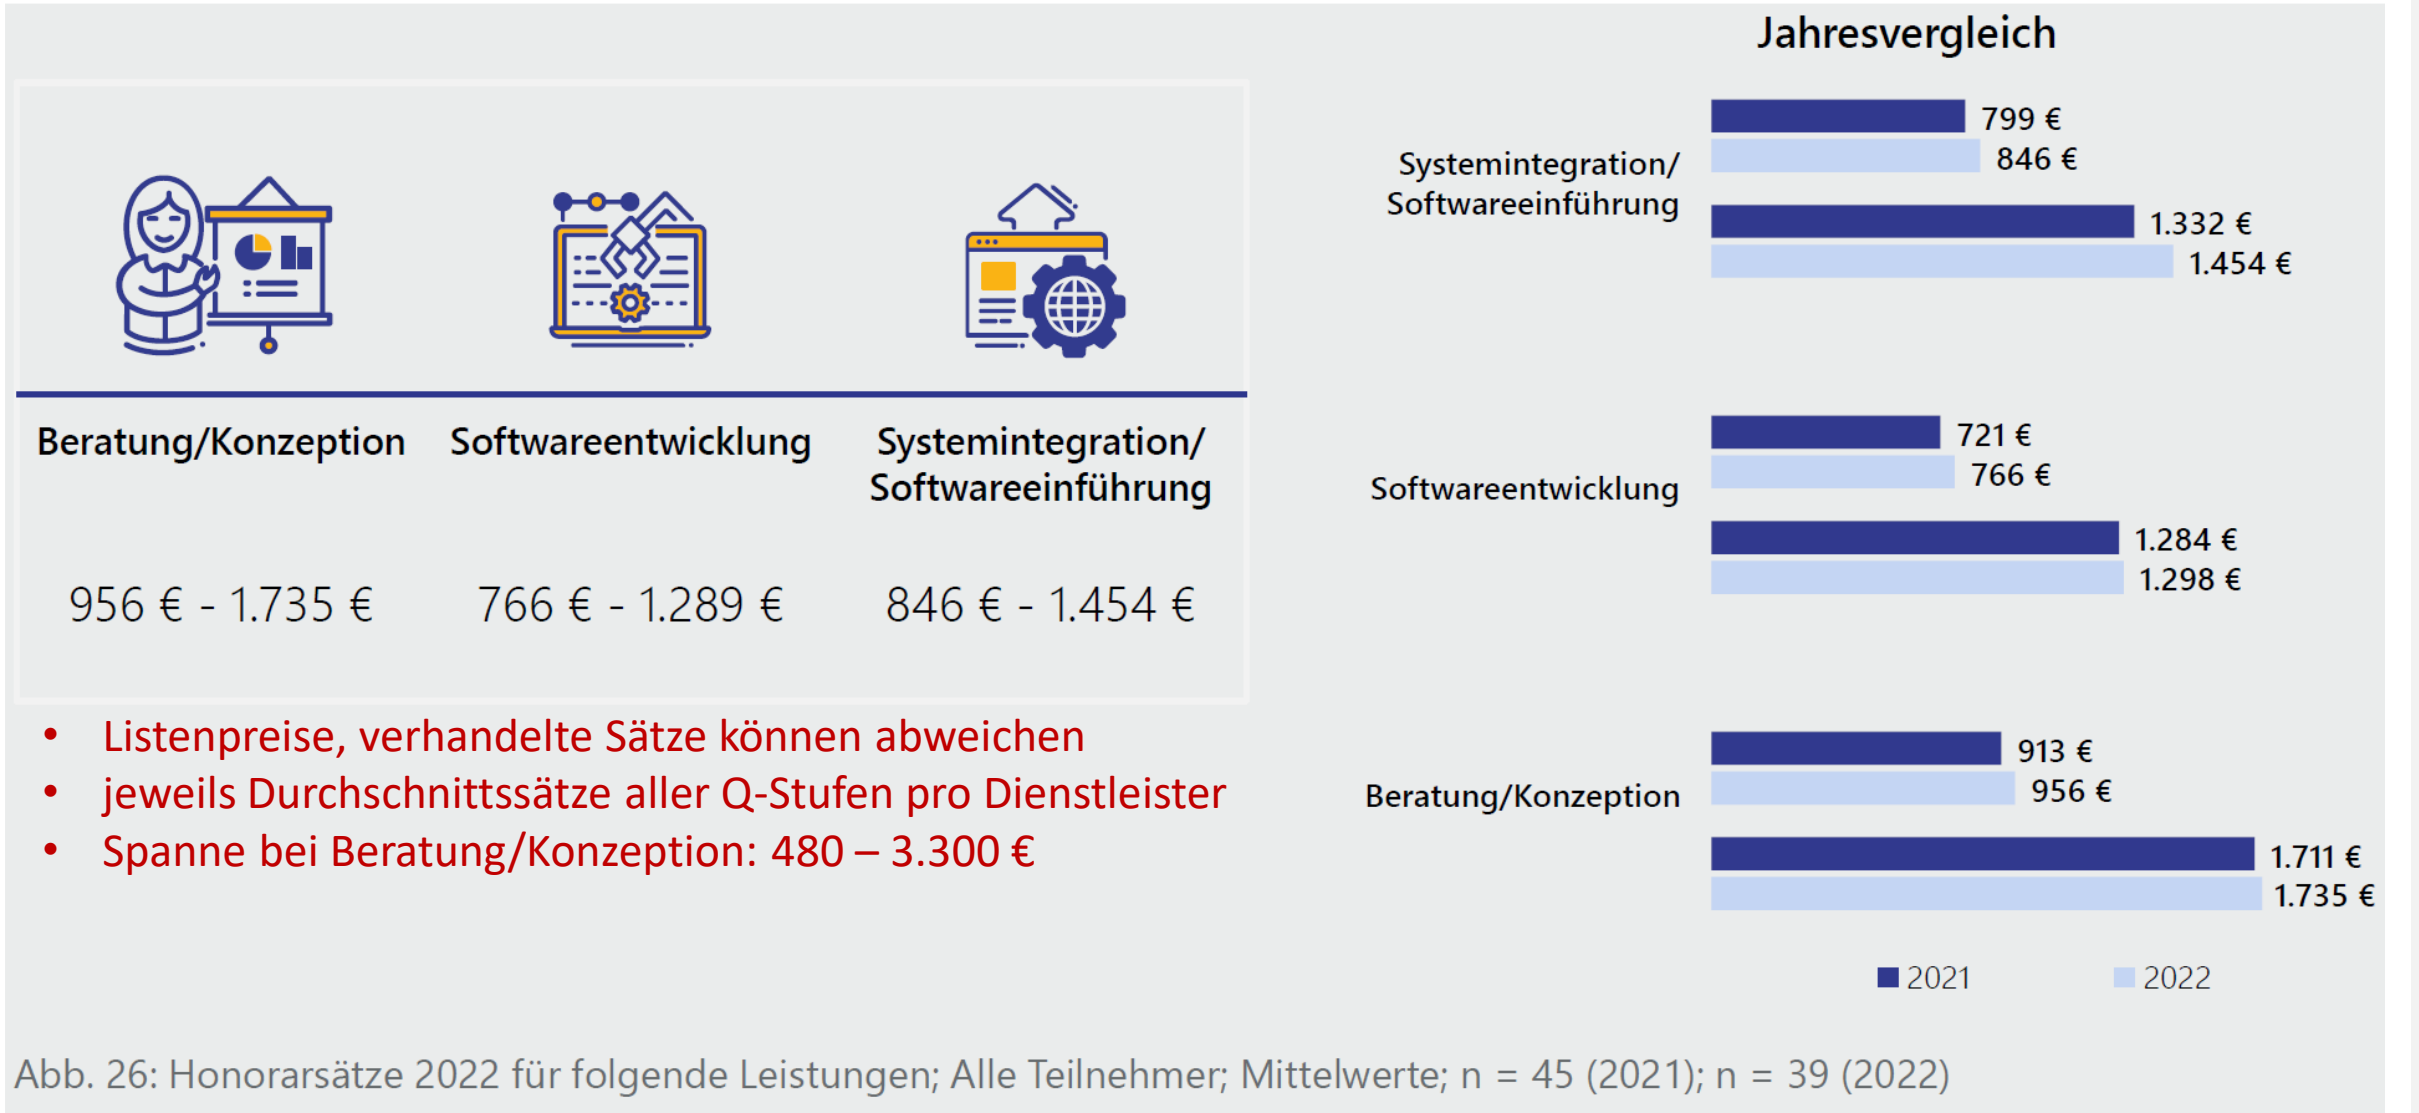 Jahresvergleich
Beratung/Konzeption
956 € - 1.735 €
Softwareentwicklung
766 € - 1.289 €
Systemintegration/
Softwareeinführung
846 € - 1.454 €
• Listenpreise, verhandelte Sätze können abweichen
• jeweils Durchschnittssätze aller Q-Stufen pro Dienstleister
• Spanne bei Beratung/Konzeption: 480 – 3.300 €
Systemintegration/
Softwareeinführung
799 €
846 €
1.332 €
1.454 €
Softwareentwicklung
721 €
766 €
1.284 €
1.298 €
Beratung/Konzeption
913 €
956 €
1.711 €
1.735 €
2021
2022
Abb. 26: Honorarsätze 2022 für folgende Leistungen; Alle Teilnehmer; Mittelwerte; n = 45 (2021); n = 39 (2022)